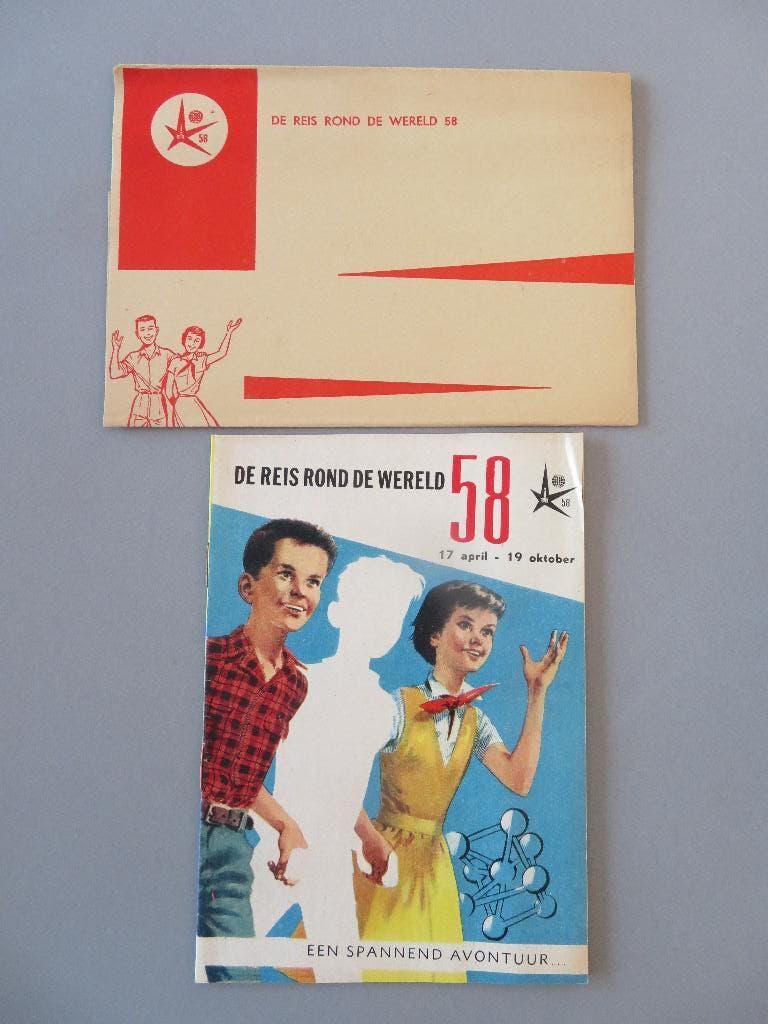 58
DE REIS ROND DE WERELD 58
DE REIS ROND DE WERELD 58
58
17 april - 19 oktober
EEN SPANNEND AVONTUUR...